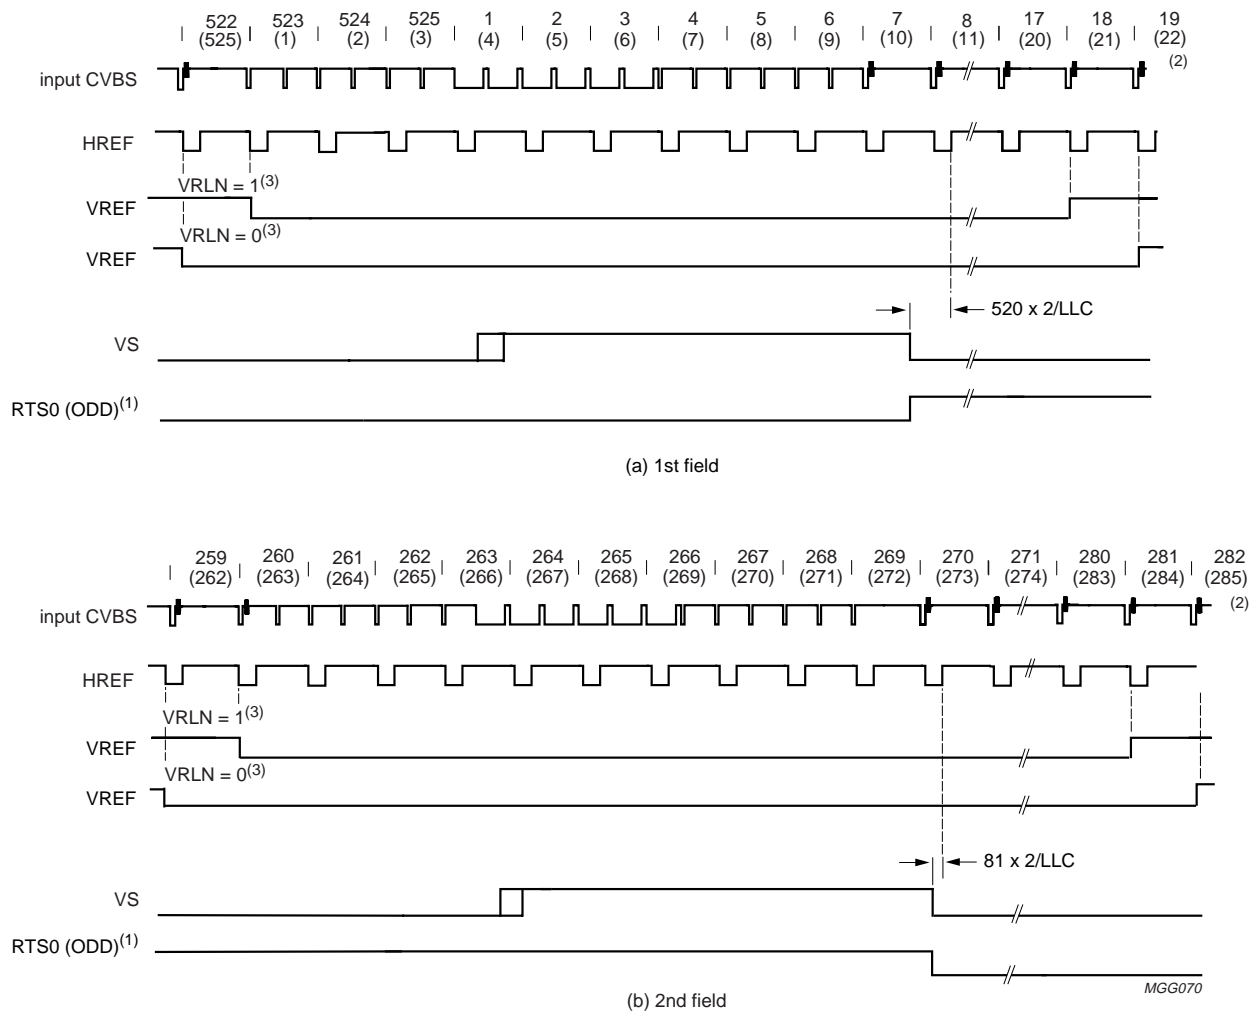 522 523 524 525 1 2 3 4 5 6 7 8 17 18 19
(525) (1) (2) (3) (4) (5) (6) (7) (8) (9) (10) (11) (20) (21) (22)
input CVBS (2)
HREF
VRLN = 1(3)
VREF
VRLN = 0(3)
VREF
520 x 2/LLC
VS
RTS0 (ODD)(1)
(a) 1st field
259 260 261 262 263 264 265 266 267 268 269 270 271 280 281 282
(262) (263) (264) (265) (266) (267) (268) (269) (270) (271) (272) (273) (274) (283) (284) (285)
input CVBS (2)
HREF
VRLN = 1(3)
VREF
VRLN = 0(3)
VREF
81 x 2/LLC
VS
RTS0 (ODD)(1)
MGG070
(b) 2nd field